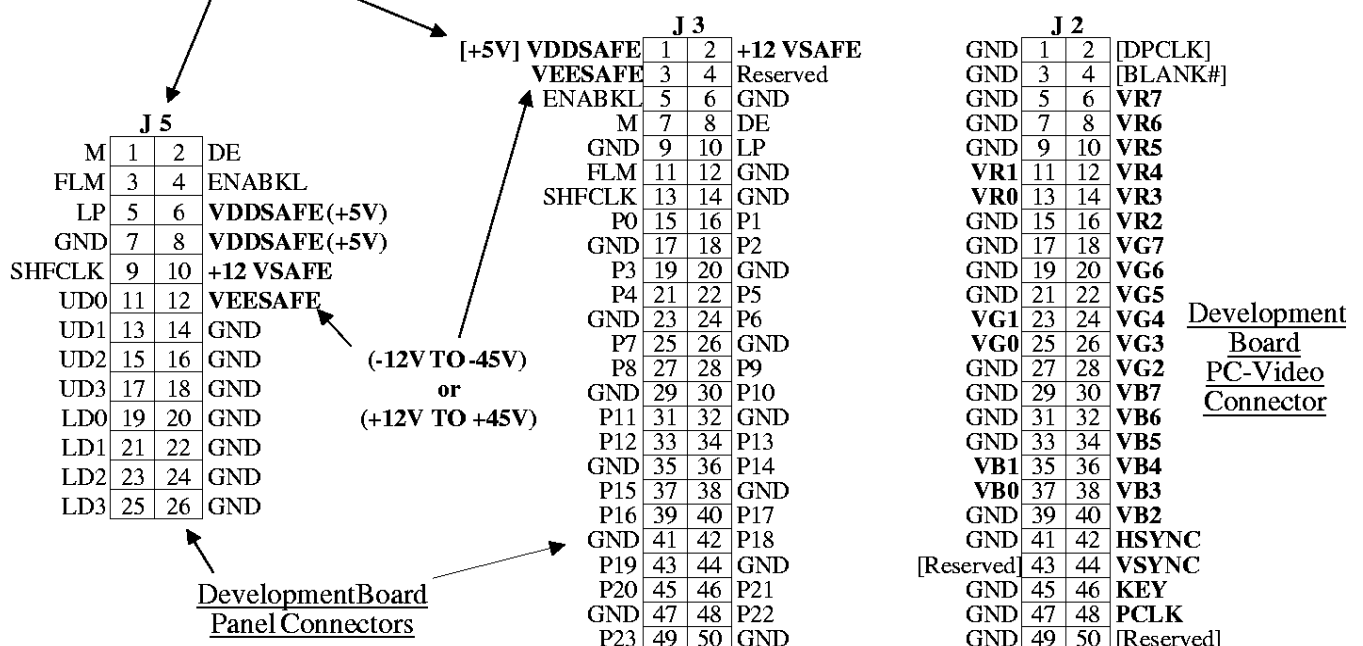 J 5
M 1 2 DE
FLM 3 4 ENABKL
LP 5 6 VDDSAFE (+5V)
GND 7 8 VDDSAFE (+5V)
SHFCLK 9 10 +12 VSAFE
UD0 11 12 VEESAFE
UD1 13 14 GND
UD2 15 16 GND
UD3 17 18 GND
LD0 19 20 GND
LD1 21 22 GND
LD2 23 24 GND
LD3 25 26 GND
(-12V TO -45V)
or
(+12V TO +45V)
Development Board
Panel Connectors
J 3
[+5V] VDDSAFE 1 2 +12 VSAFE
VEESAFE 3 4 Reserved
ENABKL 5 6 GND
M 7 8 DE
GND 9 10 LP
FLM 11 12 GND
SHFCLK 13 14 GND
P0 15 16 P1
GND 17 18 P2
P3 19 20 GND
P4 21 22 P5
GND 23 24 P6
P7 25 26 GND
P8 27 28 P9
GND 29 30 P10
P11 31 32 GND
P12 33 34 P13
GND 35 36 P14
P15 37 38 GND
P16 39 40 P17
GND 41 42 P18
P19 43 44 GND
P20 45 46 P21
GND 47 48 P22
P23 49 50 GND
J 2
GND 1 2 [DPCLK]
GND 3 4 [BLANK#]
GND 5 6 VR7
GND 7 8 VR6
GND 9 10 VR5
VR1 11 12 VR4
VR0 13 14 VR3
GND 15 16 VR2
GND 17 18 VG7
GND 19 20 VG6
GND 21 22 VG5
VG1 23 24 VG4
VG0 25 26 VG3
GND 27 28 VG2
GND 29 30 VB7
GND 31 32 VB6
GND 33 34 VB5
VB1 35 36 VB4
VB0 37 38 VB3
GND 39 40 VB2
GND 41 42 HSYNC
[Reserved] 43 44 VSYNC
GND 45 46 KEY
GND 47 48 PCLK
GND 49 50 [Reserved]
Development
Board
PC-Video
Connector